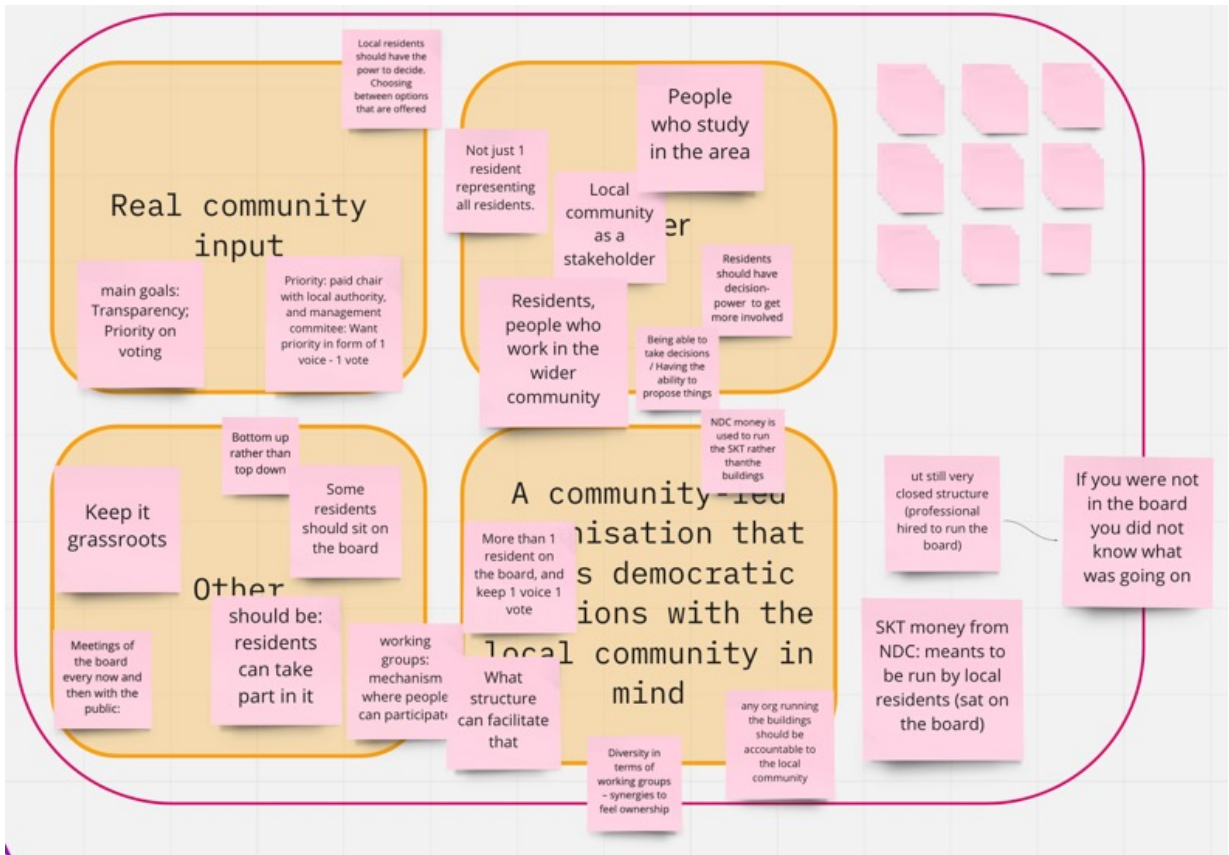 Local residents
should have the
powr to decide.
Choosing
between options
that are offered
Real community
input
main goals:
Transparency;
Priority on
voting
Priority: paid chair
with local authority,
and management
commitee: Want
priority in form of 1
voice - 1 vote
People
who study
in the area
Not just 1
resident
representing
all residents.
Local
community
as a
stakeholder
er
Residents
should have
decision-
power to get
more involved
Residents,
people who
work in the
wider
community
Being able to
take decisions
/ Having the
ability to
propose things
Bottom up
rather than
top down
Keep it
grassroots
Some
residents
should sit on
the board
Other
should be:
residents
can take
part in it
Meetings of
the board
every now and
then with the
public:
working
groups:
mechanism
where people
can participate
NDC money is
used to run
the SKT rather
thanthe
buildings
A community-led
nisation that
s democratic
ions with the
local community in
mind
More than 1
resident on
the board, and
keep 1 voice 1
vote
What
structure
can facilitate
that
any org running
the buildings
should be
accountable to
the local
community
Diversity in
terms of
working groups
– synergies to
feel ownership
ut still very
closed structure
(professional
hired to run the
board)
If you were not
in the board
you did not
know what
was going on
SKT money from
NDC: meants to
be run by local
residents (sat on
the board)